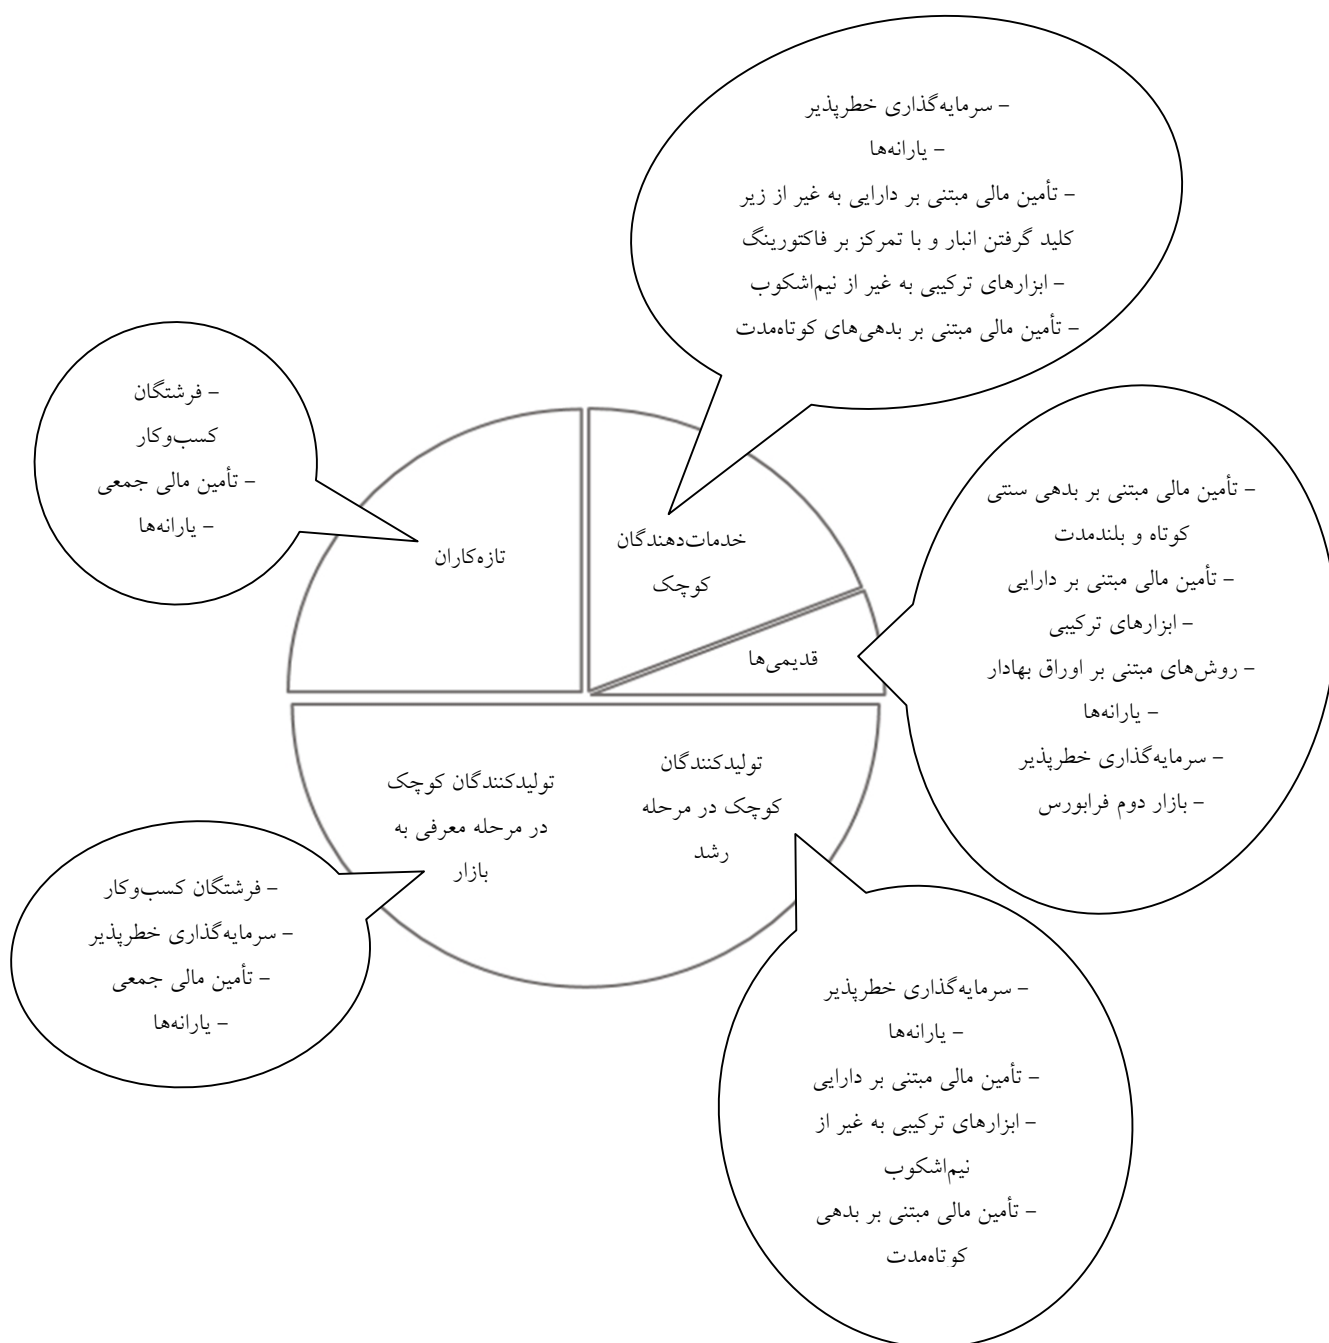 - سرمایه‌گذاری خطرپذیر
- یارانه‌ها
- تأمین مالی مبتنی بر دارایی به غیر از زیر
کلید گرفتن انبار و با تمرکز بر فاکتورینگ
- ابزارهای ترکیبی به غیر از نیم‌اشکوب
- تأمین مالی مبتنی بر بدهی‌های کوتاه‌مدت
- فرشتگان
کسب‌وکار
- تأمین مالی جمعی
- یارانه‌ها
- تأمین مالی مبتنی بر بدهی سنتی
کوتاه و بلندمدت
- تأمین مالی مبتنی بر دارایی
- ابزارهای ترکیبی
- روش‌های مبتنی بر اوراق بهادار
- یارانه‌ها
- سرمایه‌گذاری خطرپذیر
- بازار دوم فرابورس
خدمات‌دهندگان
کوچک
تازه‌کاران
قدیمی‌ها
تولیدکنندگان
کوچک در مرحله
رشد
تولیدکنندگان کوچک
در مرحله معرفی به
بازار
- فرشتگان کسب‌وکار
- سرمایه‌گذاری خطرپذیر
- تأمین مالی جمعی
- یارانه‌ها
- سرمایه‌گذاری خطرپذیر
- یارانه‌ها
- تأمین مالی مبتنی بر دارایی
- ابزارهای ترکیبی به غیر از
نیم‌اشکوب
- تأمین مالی مبتنی بر بدهی
کوتاه‌مدت